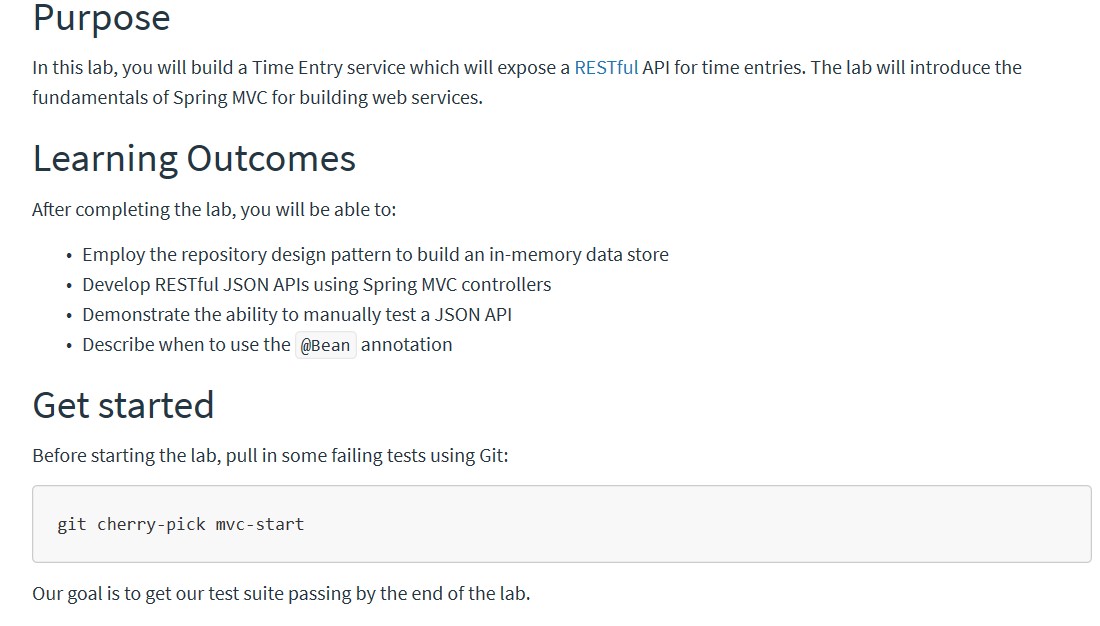 Purpose
In this lab, you will build a Time Entry service which will expose a RESTful API for time entries. The lab will introduce the
fundamentals of Spring MVC for building web services.
Learning Outcomes
After completing the lab, you will be able to:
• Employ the repository design pattern to build an in-memory data store
• Develop RESTful JSON APIs using Spring MVC controllers
• Demonstrate the ability to manually test a JSON API
• Describe when to use the @Bean annotation
Get started
Before starting the lab, pull in some failing tests using Git:
git cherry-pick mvc-start
Our goal is to get our test suite passing by the end of the lab.